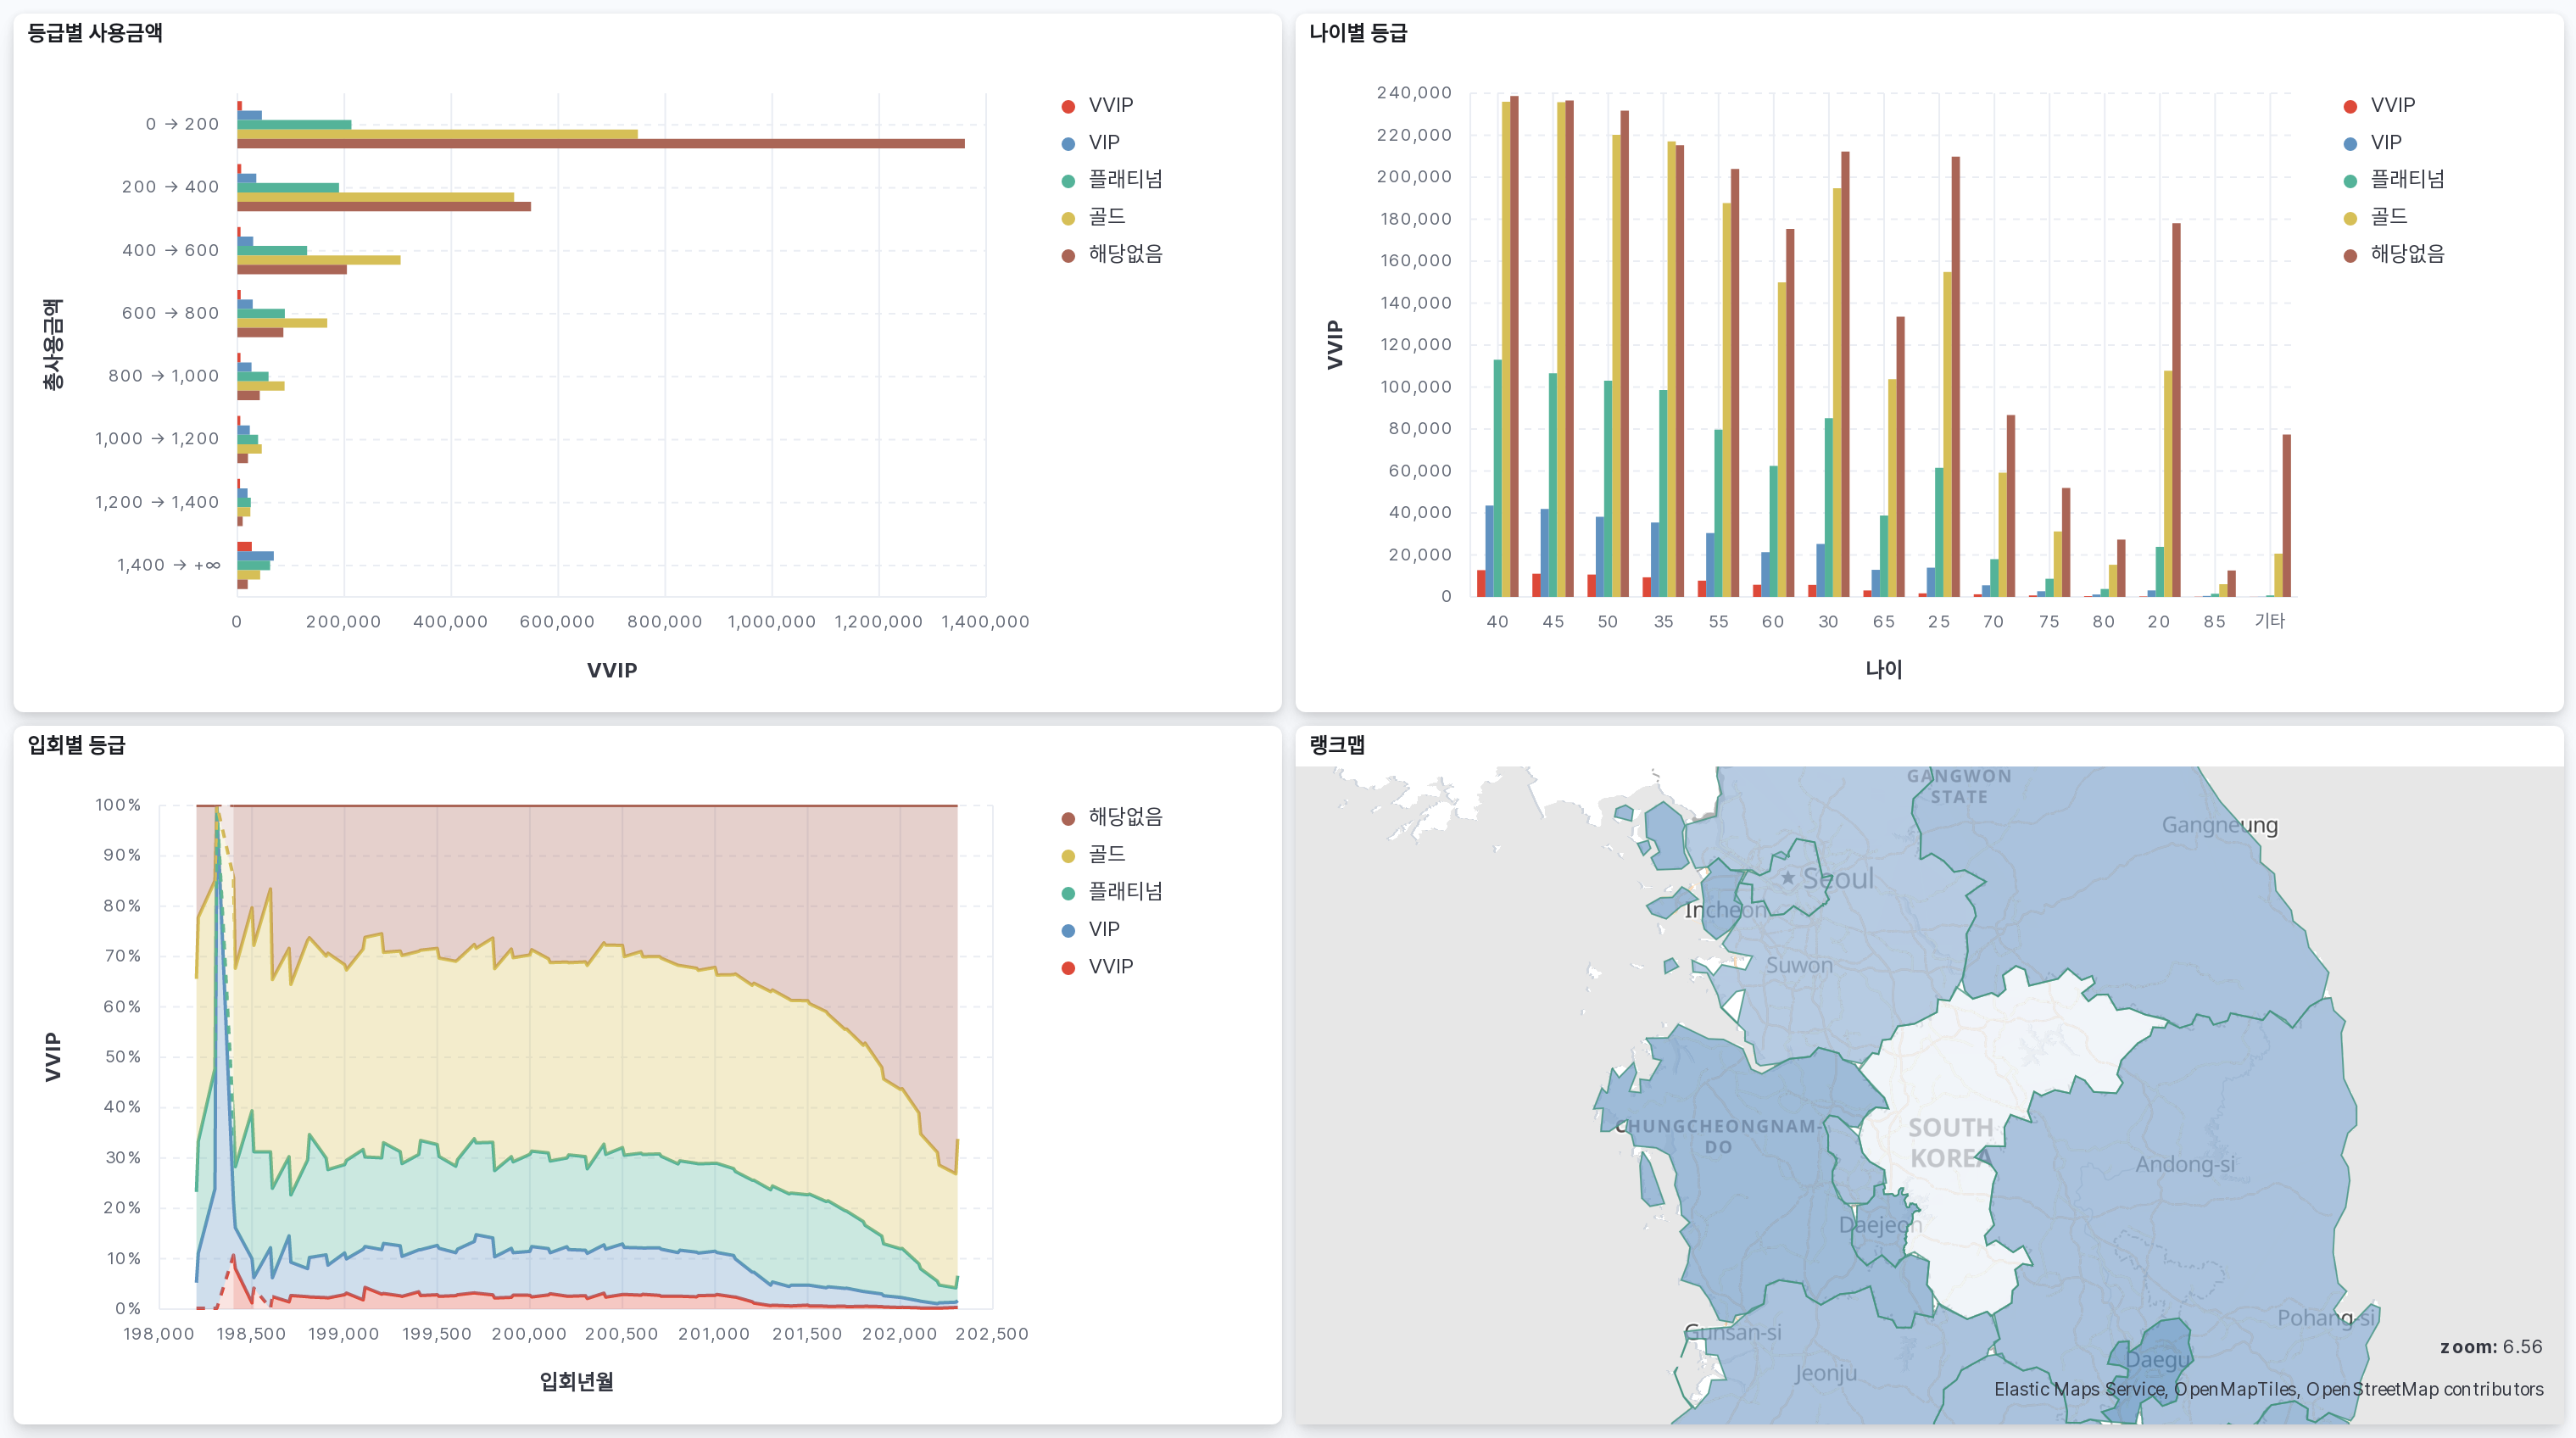 등급별 사용금액
0 → 200
200 → 400
400 → 600
600 → 800
800 → 1,000
1,000 → 1,200
1,200 → 1,400
1,400 → +∞
총사용금액
0 200,000 400,000 600,000 800,000 1,000,000 1,200,000 1,400,000
VVIP
VVIP
VIP
플래티넘
골드
해당없음
나이별 등급
240,000
220,000
200,000
180,000
160,000
140,000
120,000
100,000
80,000
60,000
40,000
20,000
0
VVIP
40 45 50 35 55 60 30 65 25 70 75 80 20 85 기타
나이
VVIP
VIP
플래티넘
골드
해당없음
입회별 등급
100%
90%
80%
70%
60%
50%
40%
30%
20%
10%
0%
VVIP
198,000 198,500 199,000 199,500 200,000 200,500 201,000 201,500 202,000 202,500
입회년월
해당없음
골드
플래티넘
VIP
VVIP
랭크맵
GANGWON
STATE
Gangneung
Seoul
Incheon
Suwon
CHUNGCHEONGNAM-
DO
SOUTH
KOREA
Andong-si
Daejeon
Pohang-si
Gunsan-si
Jeonju
Daegu
zoom: 6.56
Elastic Maps Service, OpenMapTiles, OpenStreetMap contributors